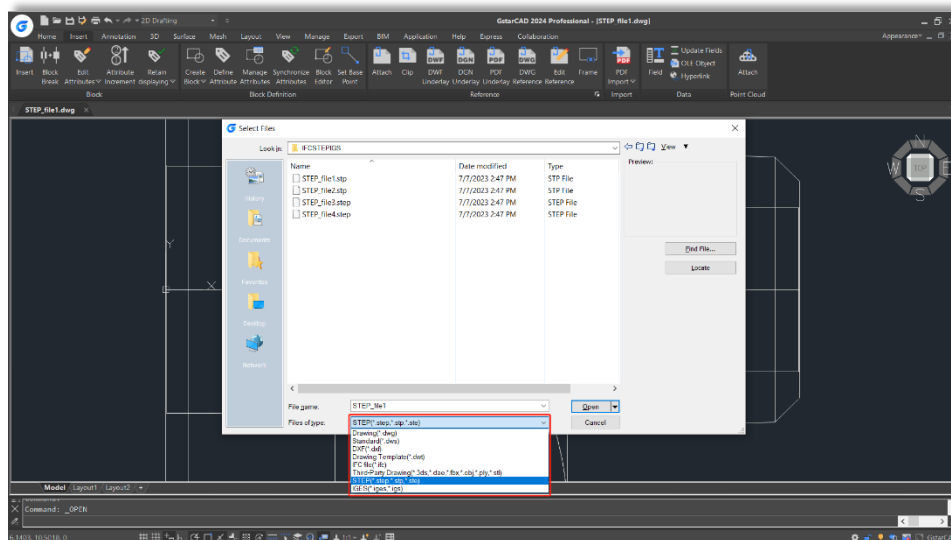 2D Drafting
GstarCAD 2024 Professional - [STEP_file1.dwg]
Home Insert Annotation 3D Surface Mesh Layout View Manage Export BIM Application Help Express Collaboration Appearance
Insert Block Break Edit Attributes Attribute Increment Retain displaying Create Block Define Attribute Manage Attributes Synchronize Attributes Block Editor Set Base Point Attach Clip DWF Underlay DGN Underlay PDF Underlay DWG Reference Edit Reference Frame PDF Import Field Update Fields OLE Object Hyperlink Attach
Block Block Definition Reference Import Data Point Cloud
STEP_file1.dwg
Select Files
Look in: IFCSTEPIGS View
Name Date modified Type Preview:
STEP_file1.stp 7/7/2023 2:47 PM STP File
STEP_file2.stp 7/7/2023 2:47 PM STP File
STEP_file3.step 7/7/2023 2:47 PM STEP File
STEP_file4.step 7/7/2023 2:47 PM STEP File
History
Documents
Favorites
Desktop
Network
Find File...
Locate
File name: STEP_file1 Open
Files of type: STEP(*.step,*.stp,*.ste) Cancel
Drawing(*.dwg)
Standard(*.dws)
DXF(*.dxf)
Drawing Template(*.dwt)
IFC file(*.ifc)
Third-Party Drawing(*.3ds,*.dae,*.fbx,*.obj,*.ply,*.stl)
STEP(*.step,*.stp,*.ste)
IGES(*.iges,*.igs)
N
W TOP E
S
Y
X
Model Layout1 Layout2 +
Command: _OPEN
6.1403, 10.5018, 0 1:1